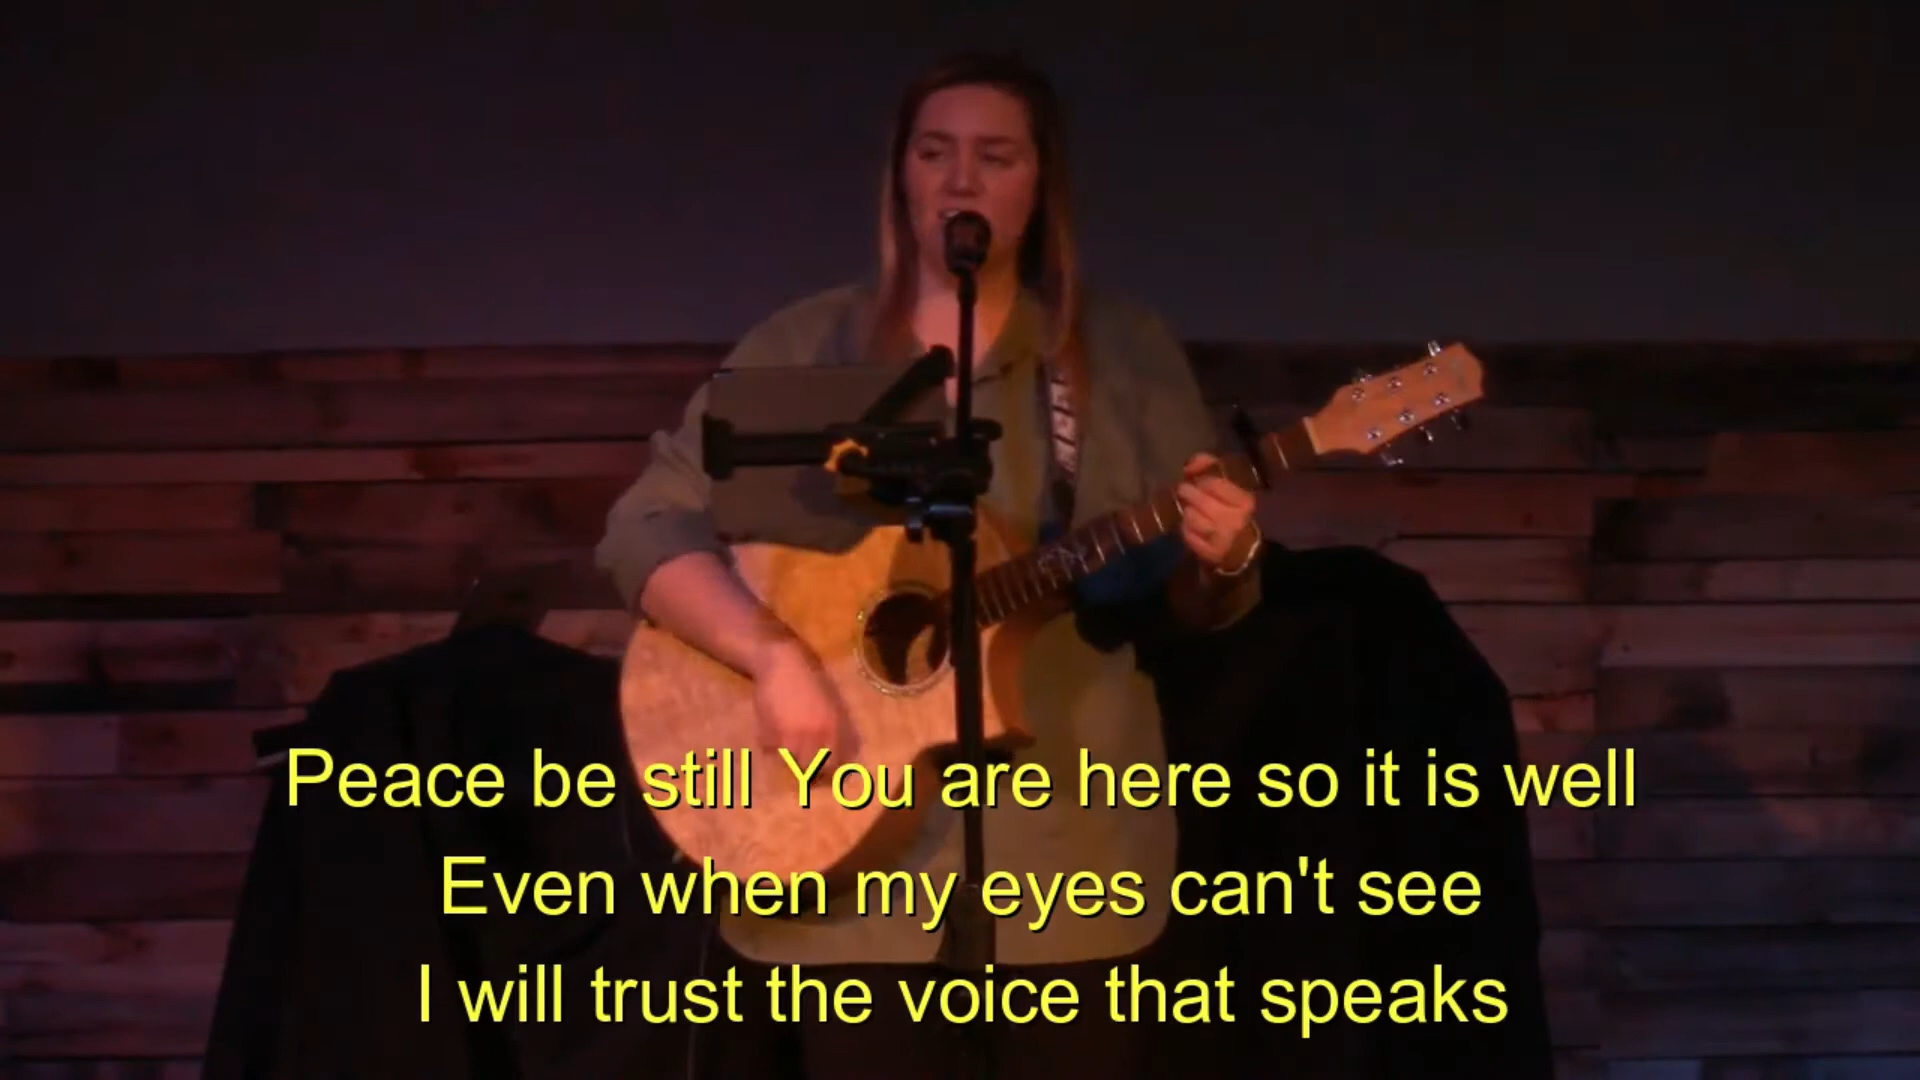 Peace be still You are here so it is well
Even when my eyes can't see
I will trust the voice that speaks